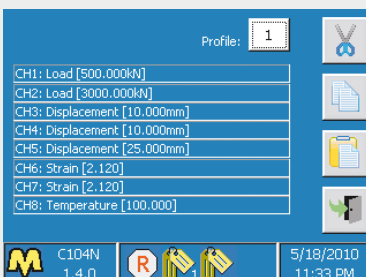 Profile: 1
CH1: Load [500.000kN]
CH2: Load [3000.000kN]
CH3: Displacement [10.000mm]
CH4: Displacement [10.000mm]
CH5: Displacement [25.000mm]
CH6: Strain [2.120]
CH7: Strain [2.120]
CH8: Temperature [100.000]
C104N
1.4.0
R
1
5/18/2010
11:33 PM